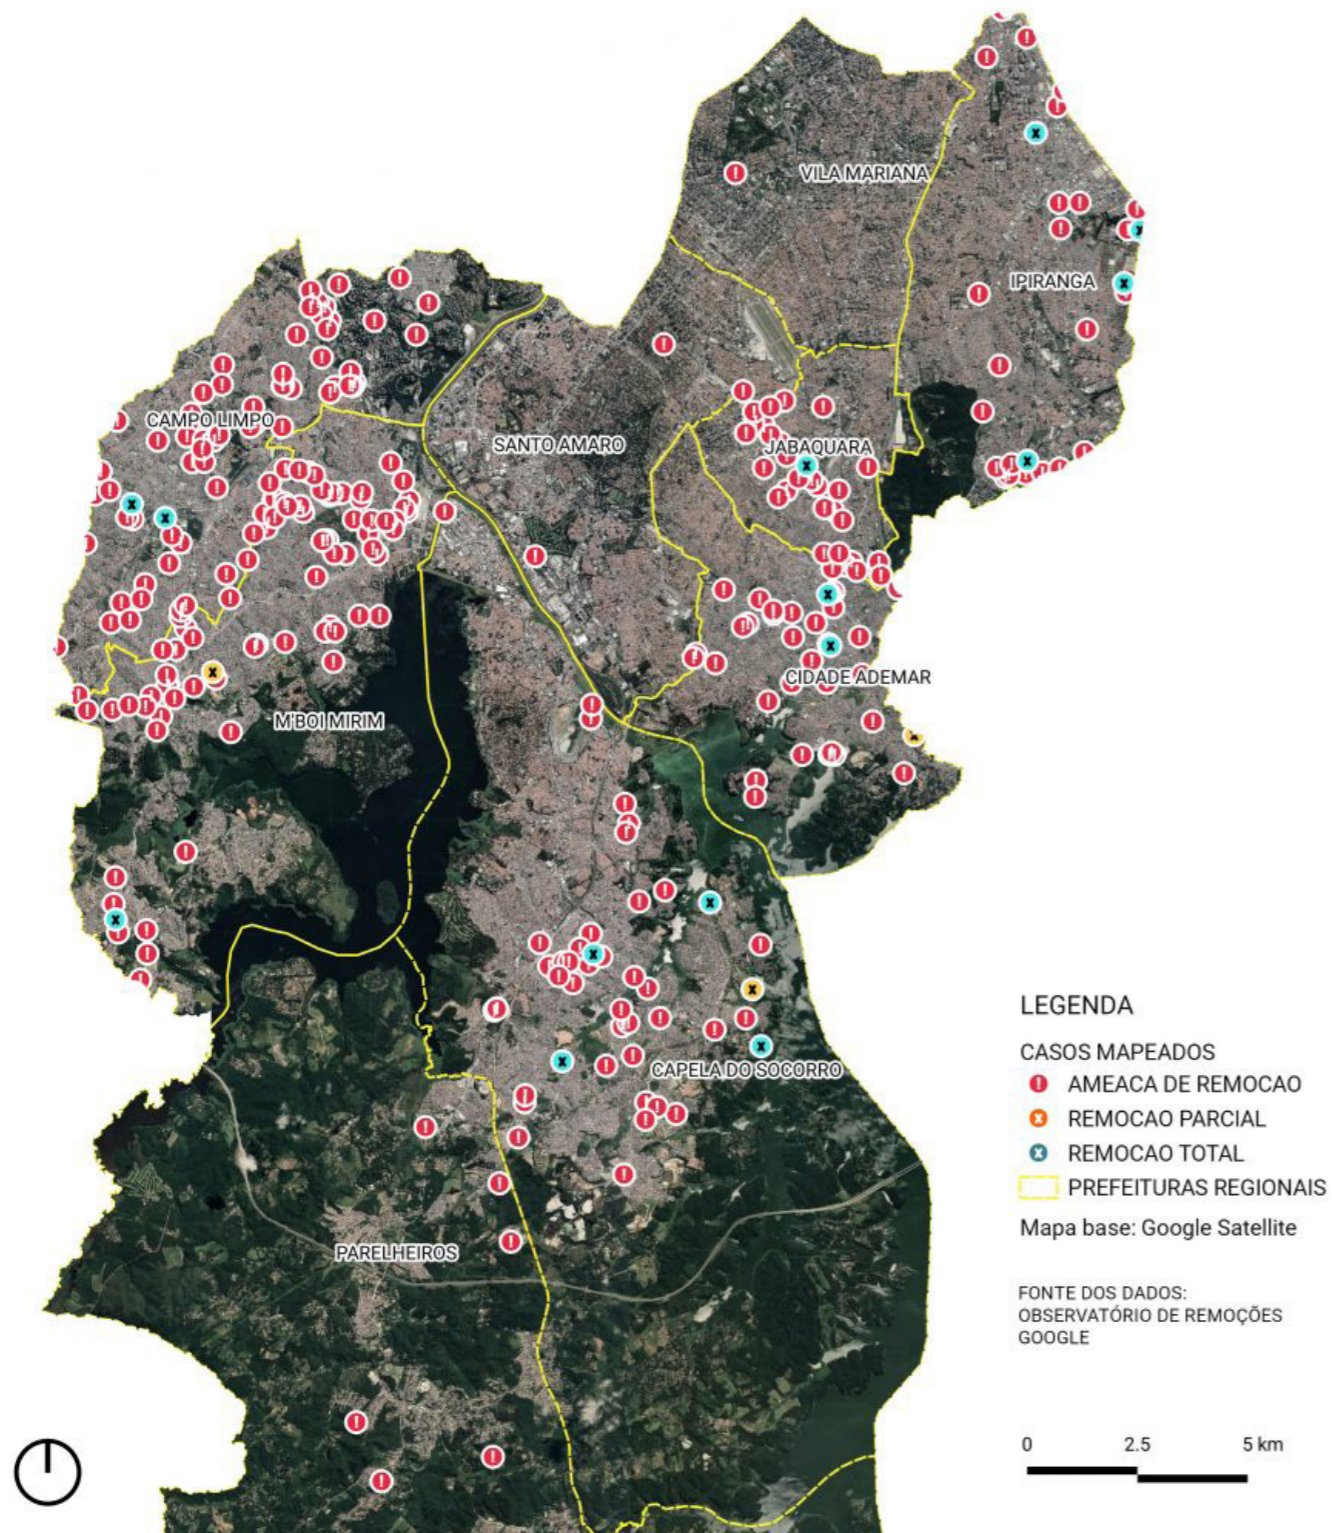 VILA MARIANA
IPIRANGA
CAMPO LIMPO
SANTO AMARO
JABAQUARA
CIDADE ADEMAR
M'BOI MIRIM
CAPELA DO SOCORRO
PARELHEIROS
LEGENDA
CASOS MAPEADOS
AMEACA DE REMOCAO
REMOCAO PARCIAL
REMOCAO TOTAL
PREFEITURAS REGIONAIS
Mapa base: Google Satellite
FONTE DOS DADOS:
OBSERVATÓRIO DE REMOÇÕES
GOOGLE
0 2.5 5 km